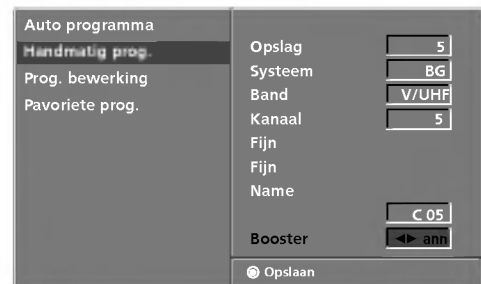 Auto programma
Handmatig prog.
Prog. bewerking
Pavoriete prog.
Opslag 5
Systeem BG
Band V/UHF
Kanaal 5
Fijn
Fijn
Name
C 05
Booster ◀▶ ann
Opslaan